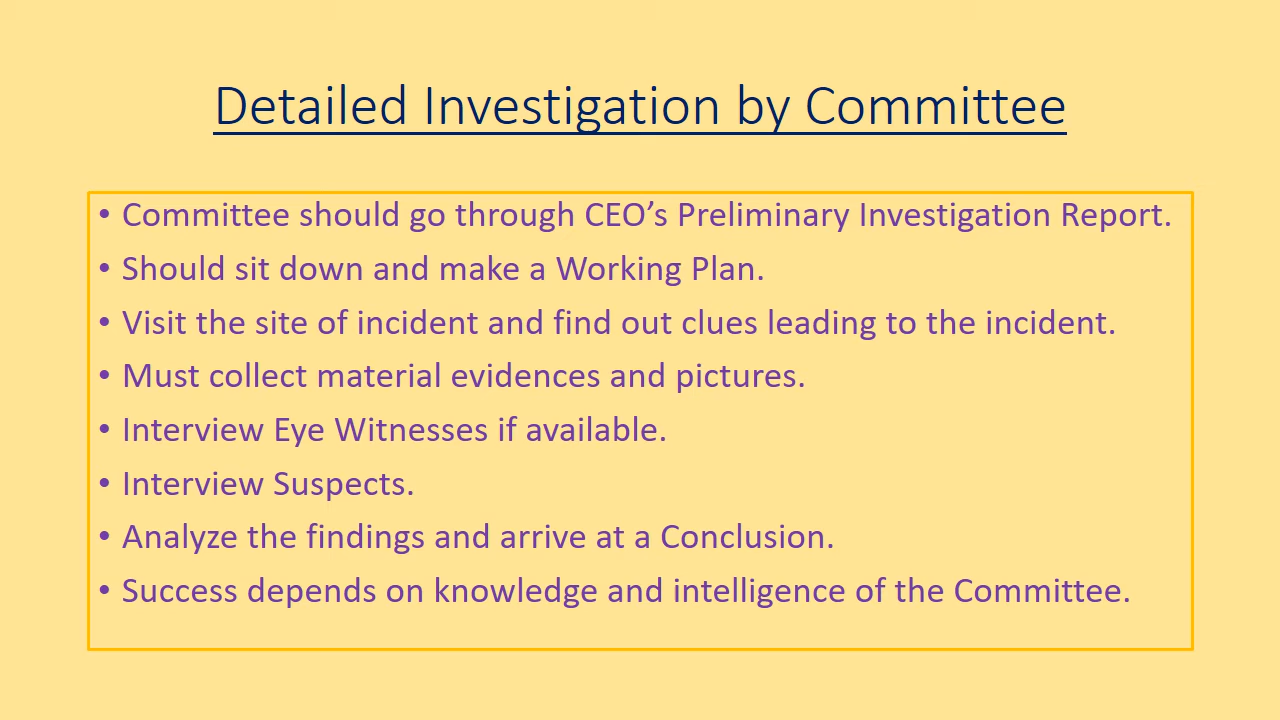 Detailed Investigation by Committee
• Committee should go through CEO’s Preliminary Investigation Report.
• Should sit down and make a Working Plan.
• Visit the site of incident and find out clues leading to the incident.
• Must collect material evidences and pictures.
• Interview Eye Witnesses if available.
• Interview Suspects.
• Analyze the findings and arrive at a Conclusion.
• Success depends on knowledge and intelligence of the Committee.